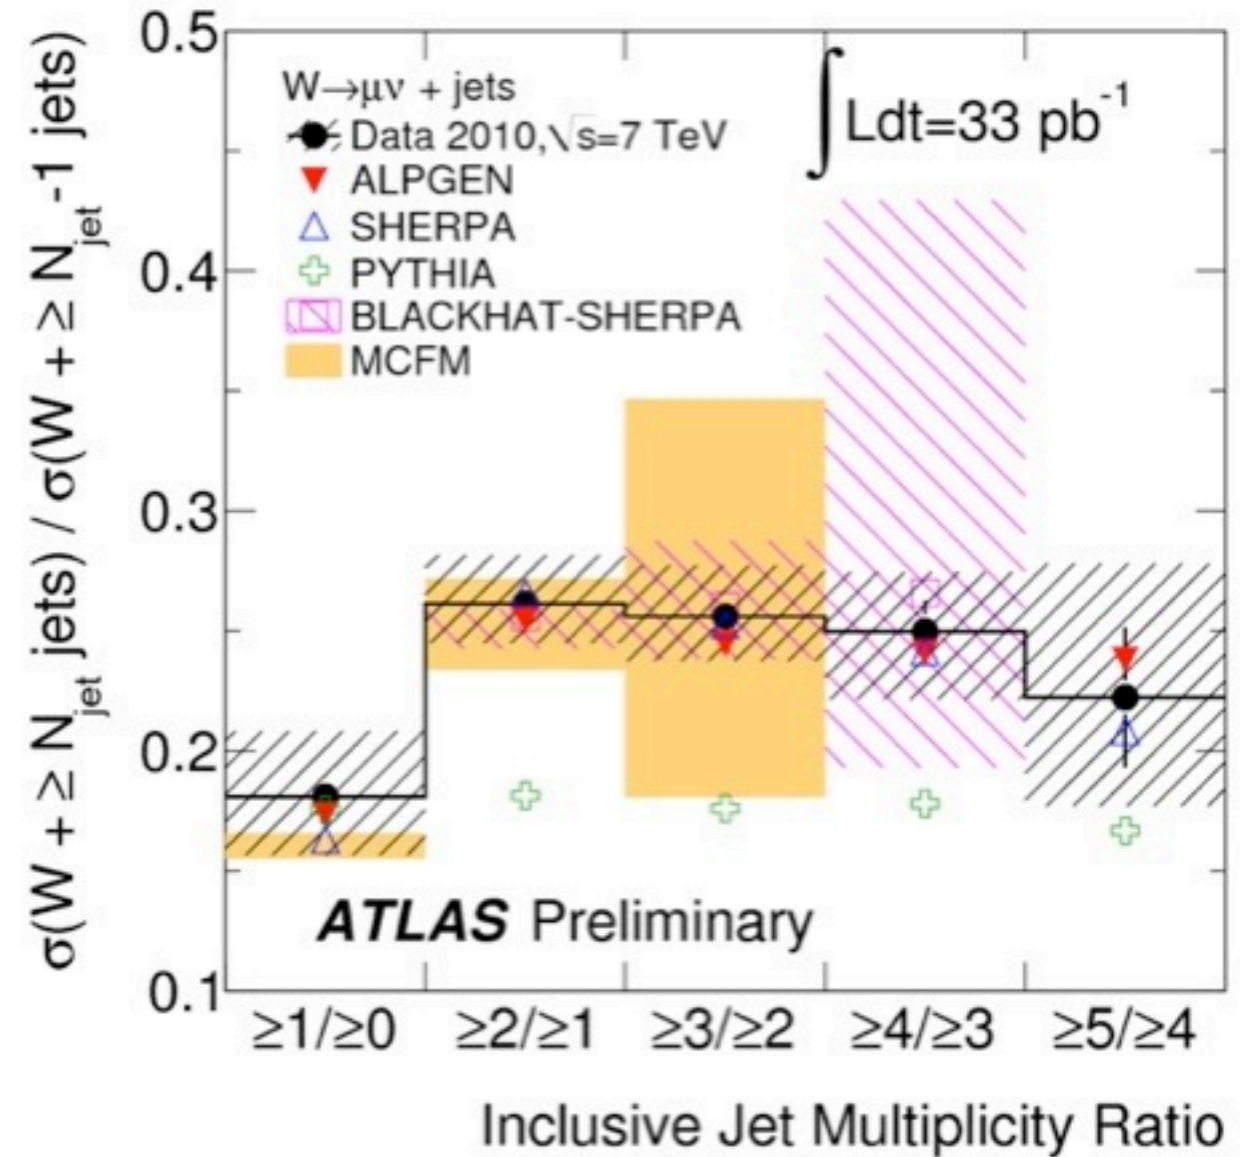 σ(W + ≥ N_jet jets) / σ(W + ≥ N_jet -1 jets)
0.5
0.4
0.3
0.2
0.1
W→μν + jets
Data 2010,√s=7 TeV
ALPGEN
SHERPA
PYTHIA
BLACKHAT-SHERPA
MCFM
∫Ldt=33 pb⁻¹
ATLAS Preliminary
≥1/≥0 ≥2/≥1 ≥3/≥2 ≥4/≥3 ≥5/≥4
Inclusive Jet Multiplicity Ratio